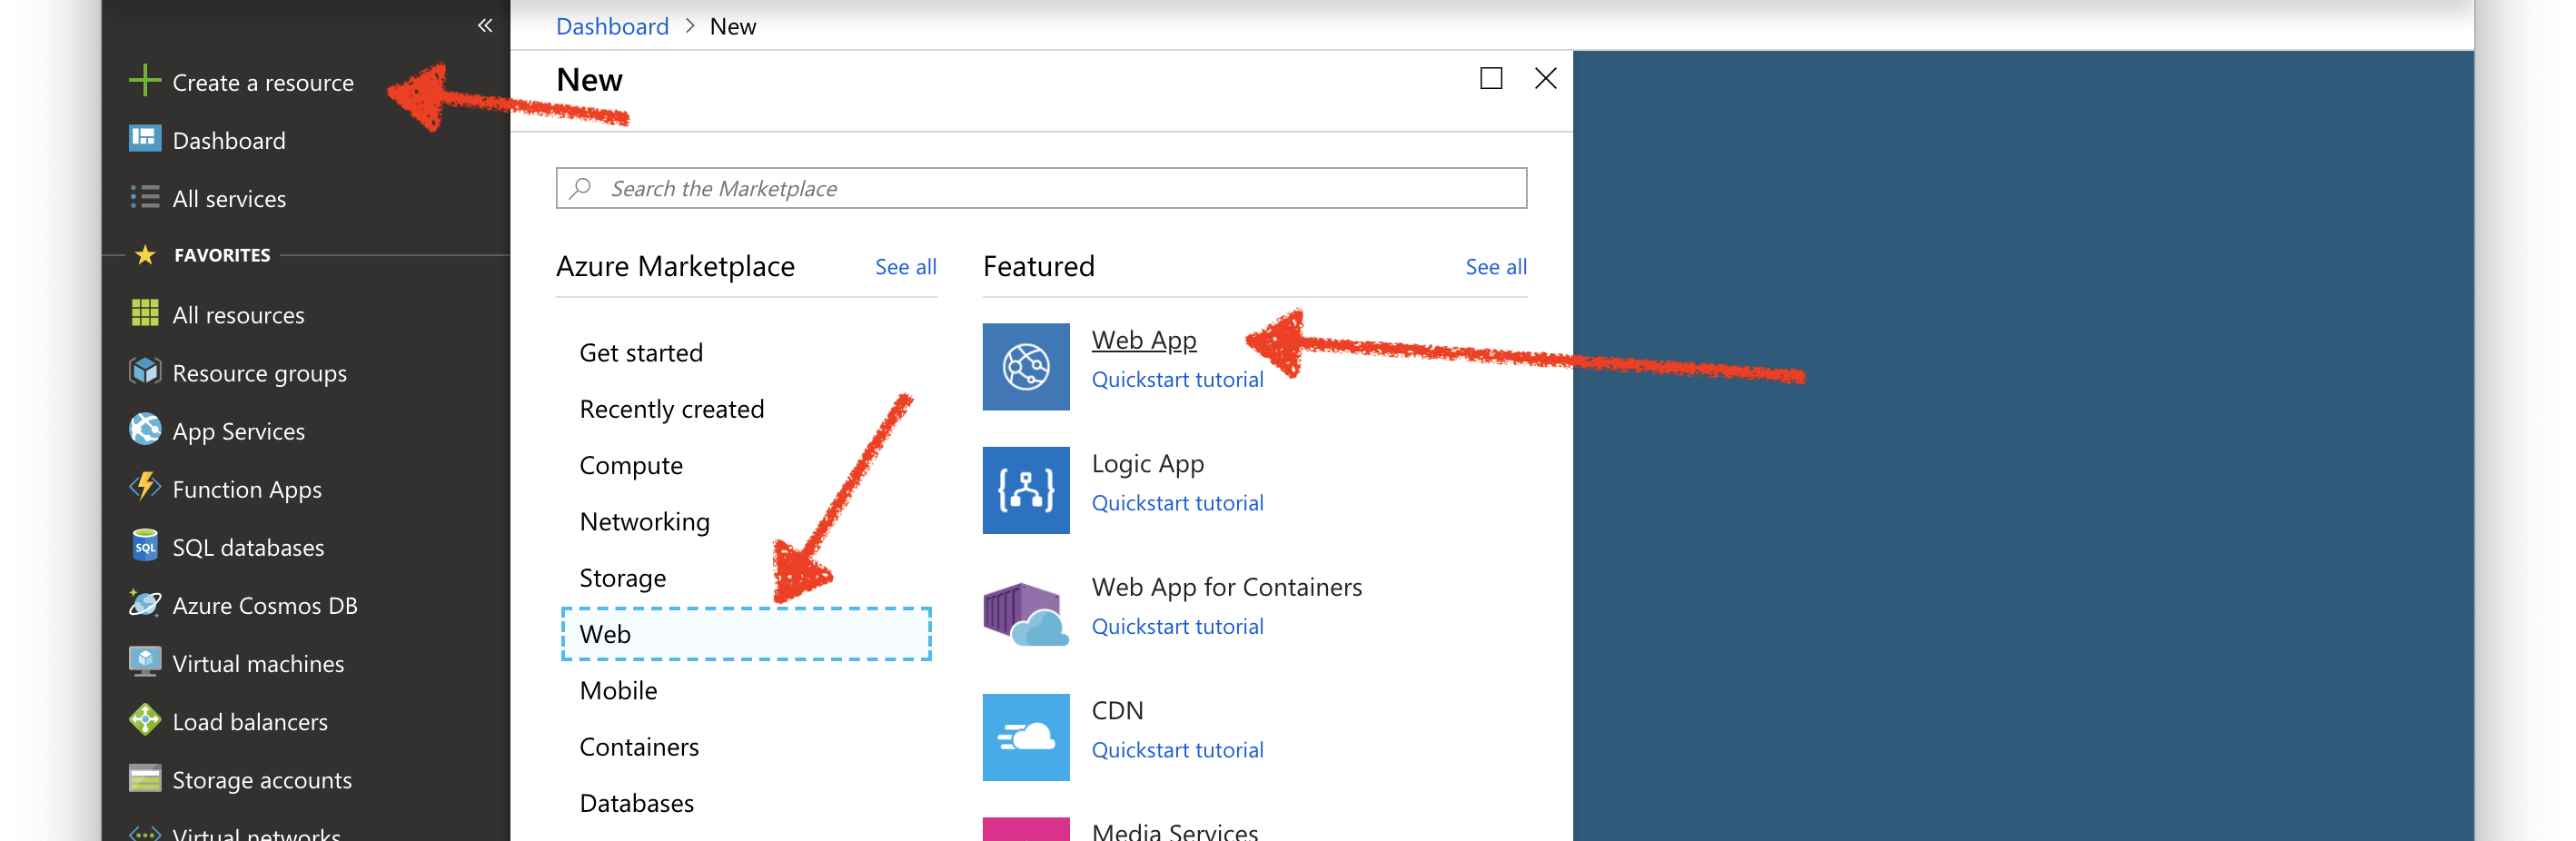 «
Create a resource
Dashboard
All services
FAVORITES
All resources
Resource groups
App Services
Function Apps
SQL
SQL databases
Azure Cosmos DB
Virtual machines
Load balancers
Storage accounts
Virtual networks
Dashboard > New
New
Search the Marketplace
Azure Marketplace See all
Get started
Recently created
Compute
Networking
Storage
Web
Mobile
Containers
Databases
Featured See all
Web App
Quickstart tutorial
Logic App
Quickstart tutorial
Web App for Containers
Quickstart tutorial
CDN
Quickstart tutorial
Media Services